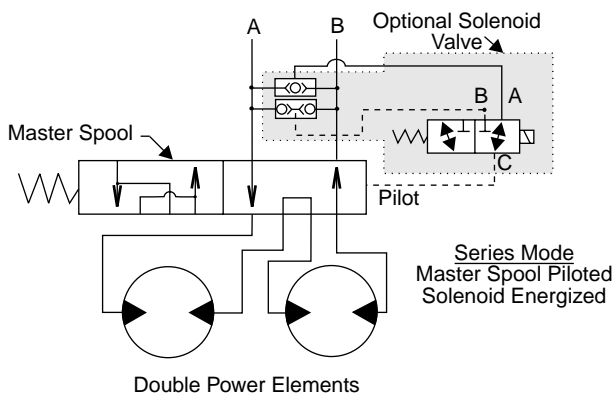 A
B
Optional Solenoid
Valve
B
A
Master Spool
C
Pilot
Series Mode
Master Spool Piloted
Solenoid Energized
Double Power Elements